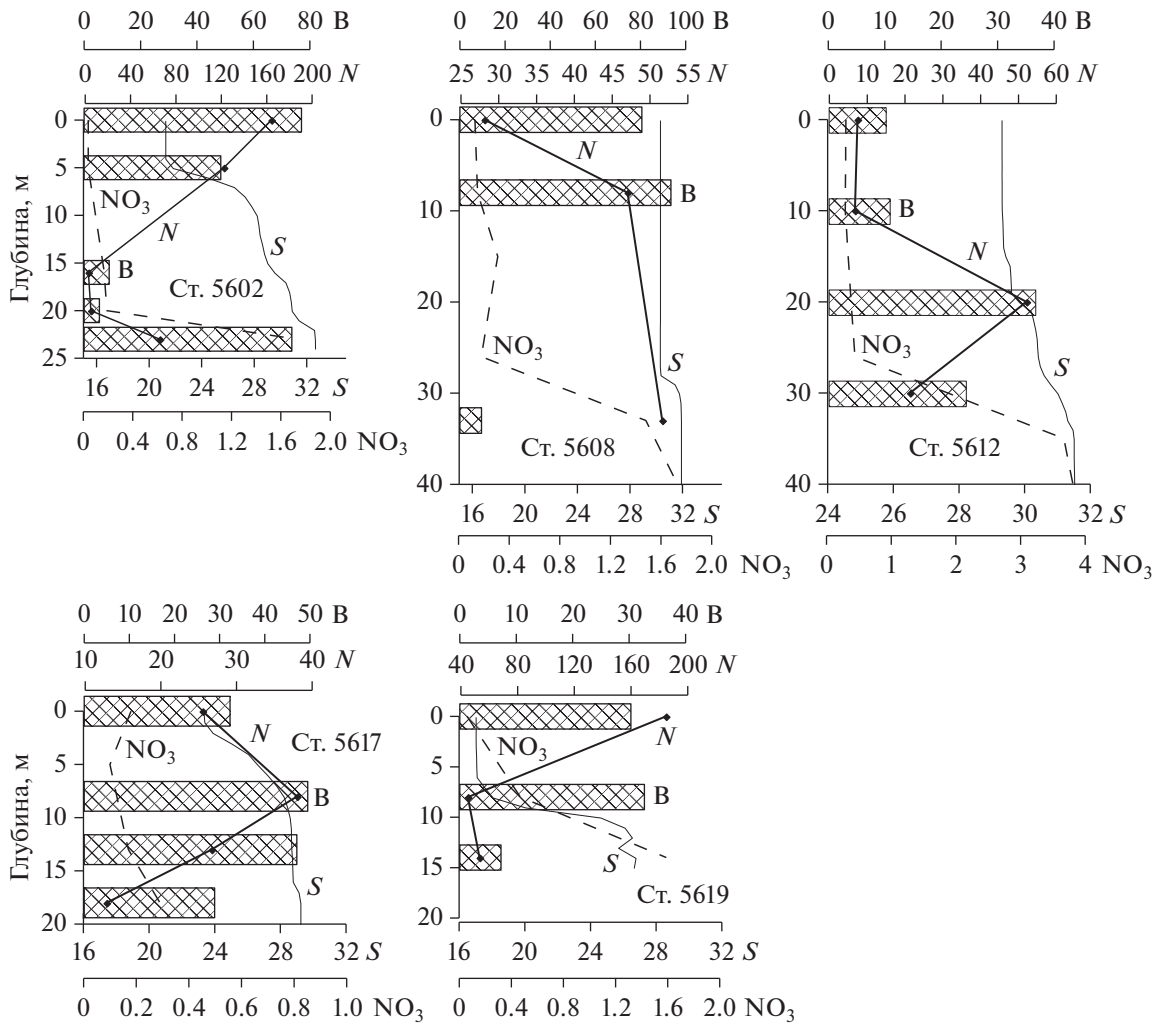 0 20 40 60 80 B
0 40 80 120 160 200 N
0
5
10
15
20
25
Глубина, м
NO₃
N
S
B
Ст. 5602
16 20 24 28 32 S
0 0.4 0.8 1.2 1.6 2.0 NO₃
0 20 40 60 80 100 B
25 30 35 40 45 50 55 N
0
10
20
30
40
N
B
NO₃
S
Ст. 5608
16 20 24 28 32 S
0 0.4 0.8 1.2 1.6 2.0 NO₃
0 10 20 30 40 B
0 10 20 30 40 50 60 N
0
10
20
30
40
B
N
NO₃
S
Ст. 5612
24 26 28 30 32 S
0 1 2 3 4 NO₃
0 10 20 30 40 50 B
10 20 30 40 N
0
5
10
15
20
Глубина, м
N
Ст. 5617
NO₃
B
S
16 20 24 28 32 S
0 0.2 0.4 0.6 0.8 1.0 NO₃
0 10 20 30 40 B
40 80 120 160 200 N
0
5
10
15
20
N
NO₃
B
S
Ст. 5619
16 20 24 28 32 S
0 0.4 0.8 1.2 1.6 2.0 NO₃